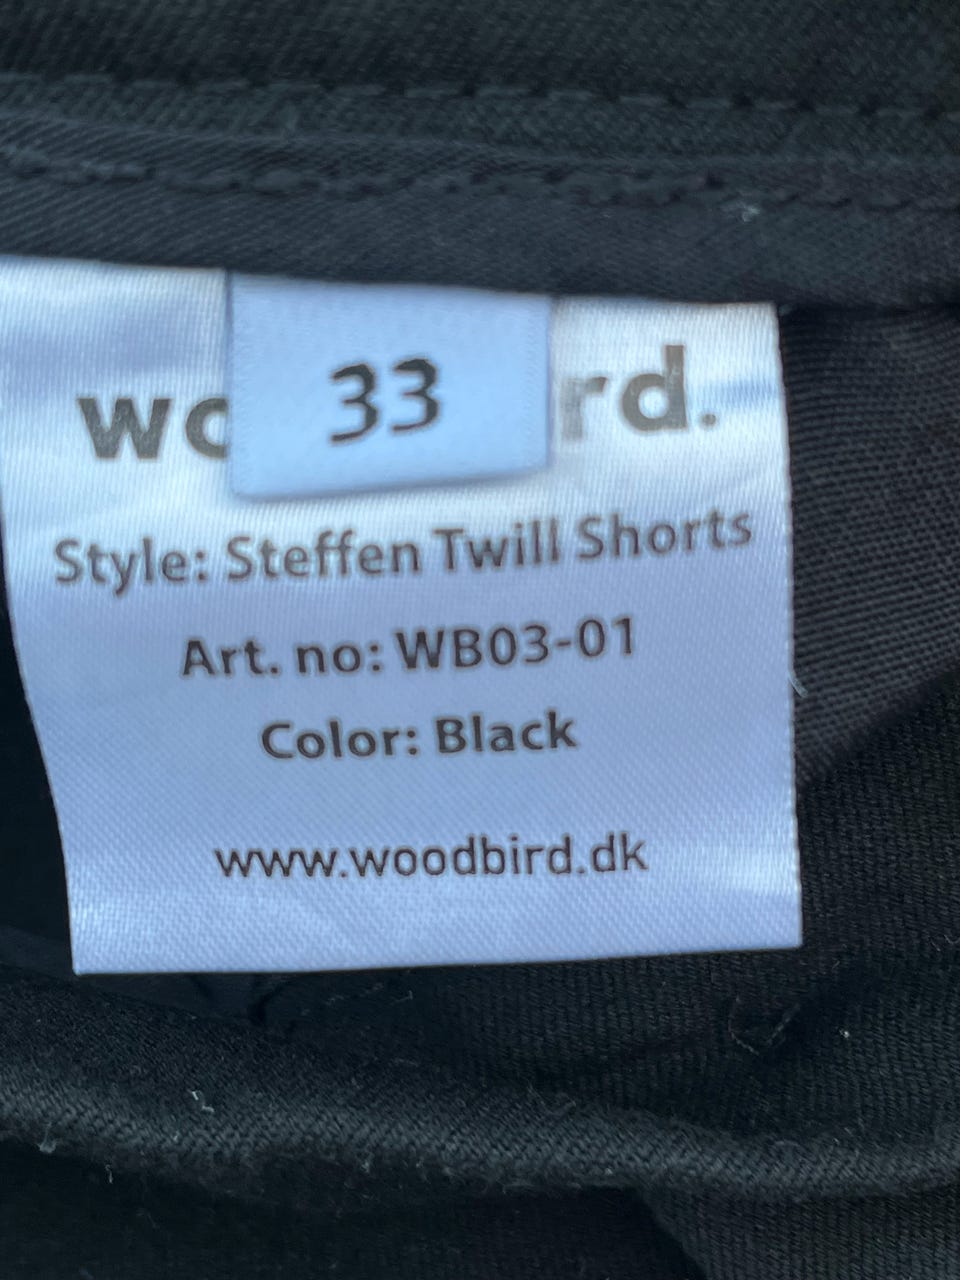 33
wo rd.
Style: Steffen Twill Shorts
Art. no: WB03-01
Color: Black
www.woodbird.dk